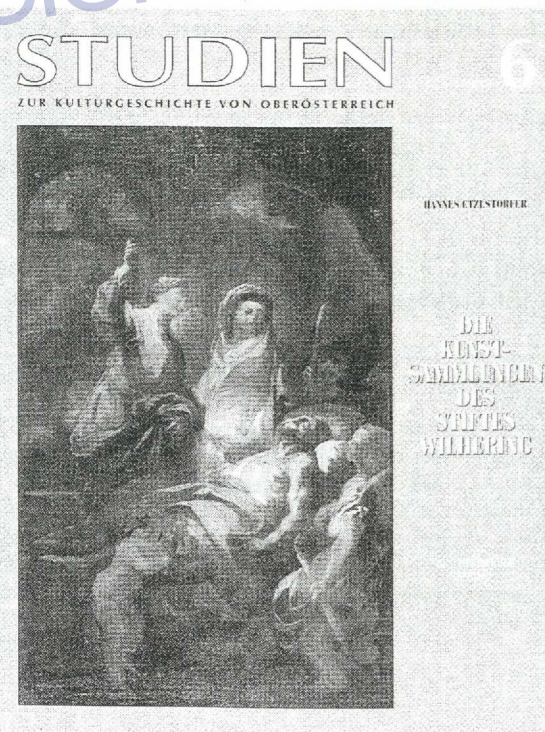 STUDIEN
6
ZUR KULTURGESCHICHTE VON OBERÖSTERREICH
HANNES ETZLSTORFER
DIE
KUNST-
SAMMLUNGEN
DES
STIFTES
WILHERING